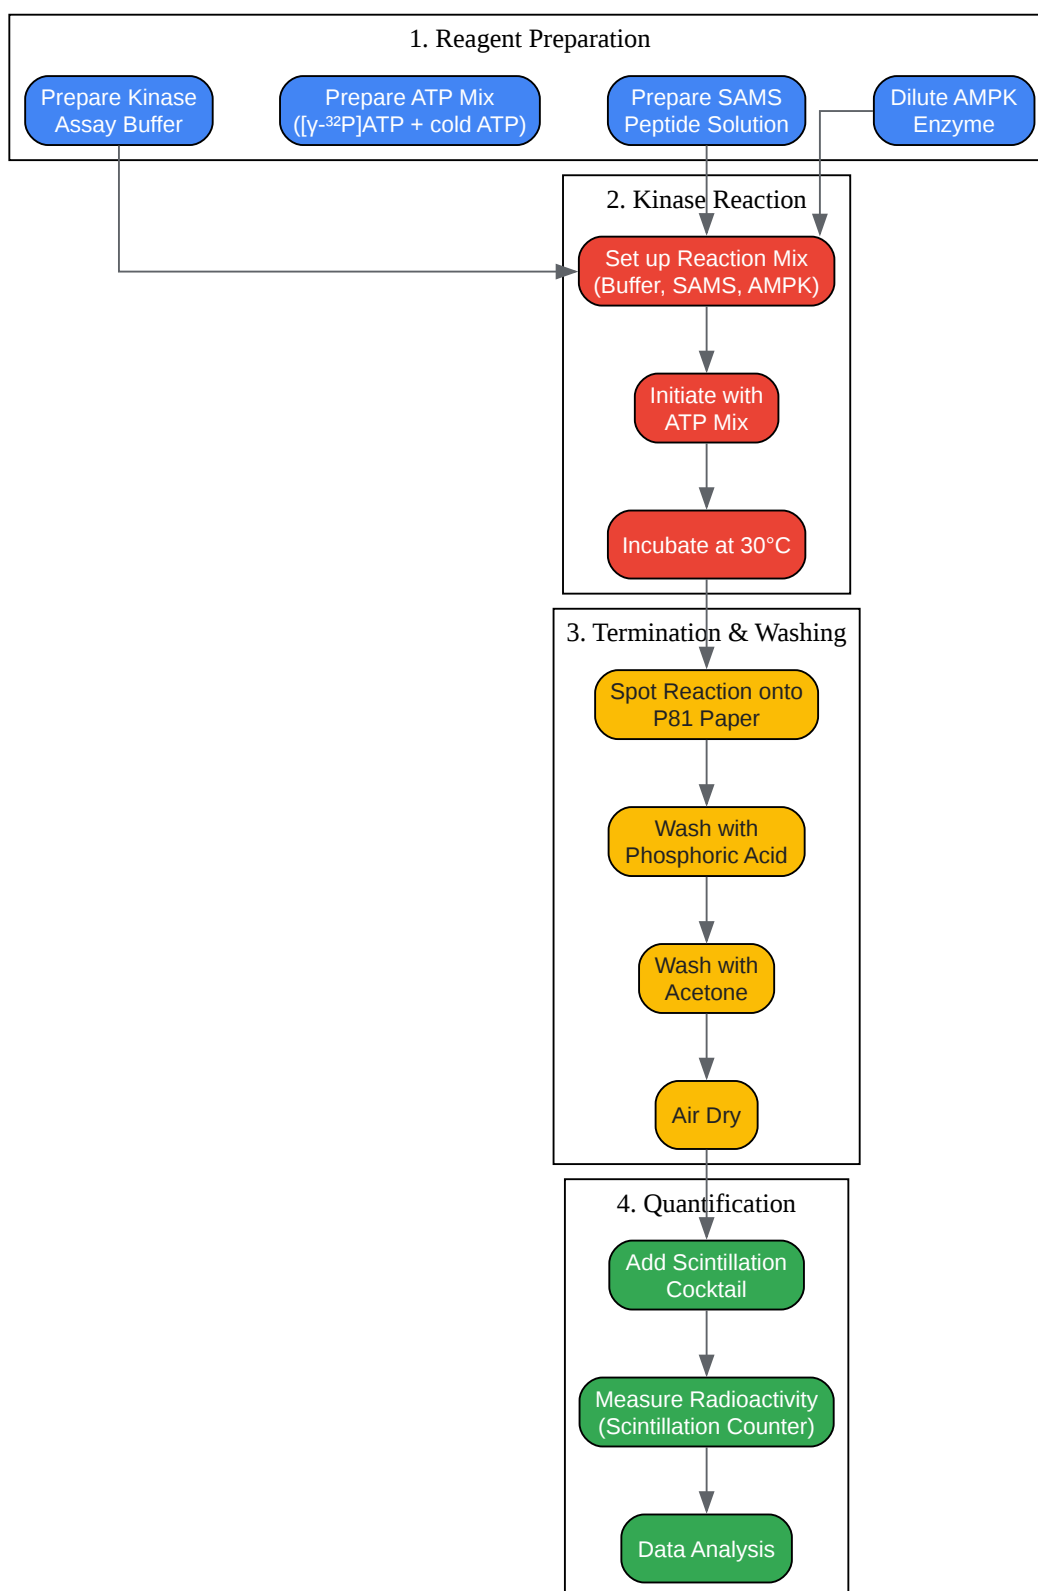 1. Reagent Preparation
Prepare Kinase
Assay Buffer
Prepare ATP Mix
([γ-³²P]ATP + cold ATP)
Prepare SAMS
Peptide Solution
Dilute AMPK
Enzyme
2. Kinase Reaction
Set up Reaction Mix
(Buffer, SAMS, AMPK)
Initiate with
ATP Mix
Incubate at 30°C
3. Termination & Washing
Spot Reaction onto
P81 Paper
Wash with
Phosphoric Acid
Wash with
Acetone
Air Dry
4. Quantification
Add Scintillation
Cocktail
Measure Radioactivity
(Scintillation Counter)
Data Analysis